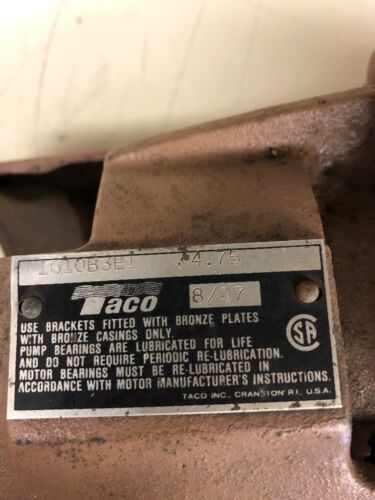 1610B3E1 4.75
Taco 8/97
USE BRACKETS FITTED WITH BRONZE PLATES
WITH BRONZE CASINGS ONLY.
PUMP BEARINGS ARE LUBRICATED FOR LIFE
AND DO NOT REQUIRE PERIODIC RE-LUBRICATION.
MOTOR BEARINGS MUST BE RE-LUBRICATED IN
ACCORDANCE WITH MOTOR MANUFACTURER'S INSTRUCTIONS.
TACO INC., CRANSTON R.I., U.S.A.